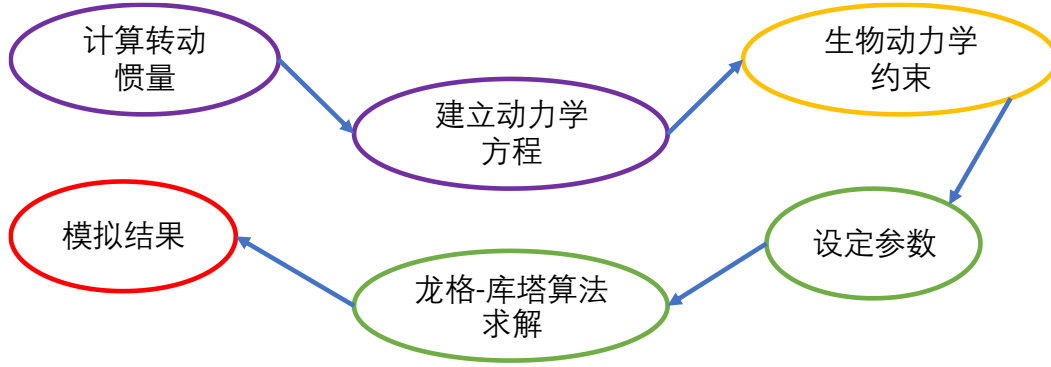 计算转动
惯量
建立动力学
方程
生物动力学
约束
设定参数
龙格-库塔算法
求解
模拟结果